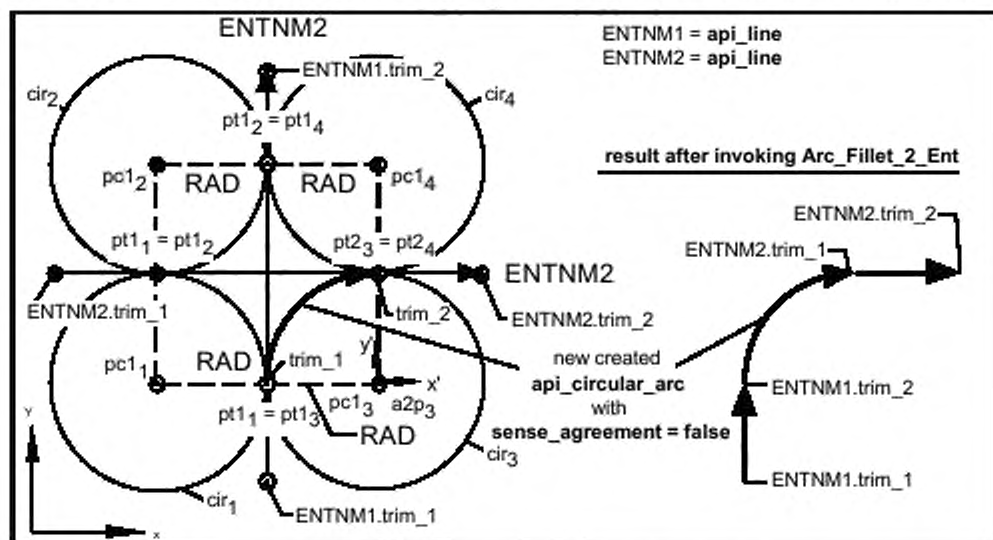 ENTNM2
ENTNM1 = api_line
ENTNM2 = api_line
ENTNM1.trim_2
cir2
cir4
pt12 = pt14
result after invoking Arc_Fillet_2_Ent
pc12
RAD
RAD
pc14
ENTNM2.trim_2
pt11 = pt12
pt23 = pt24
ENTNM2.trim_1
ENTNM2
ENTNM2.trim_1
trim_2
ENTNM2.trim_2
y'
RAD
trim_1
new created
pc11
api_circular_arc
x'
ENTNM1.trim_2
pc13
a2p3
with
pt11 = pt13
RAD
sense_agreement = false
Y
cir3
ENTNM1.trim_1
cir1
ENTNM1.trim_1
x